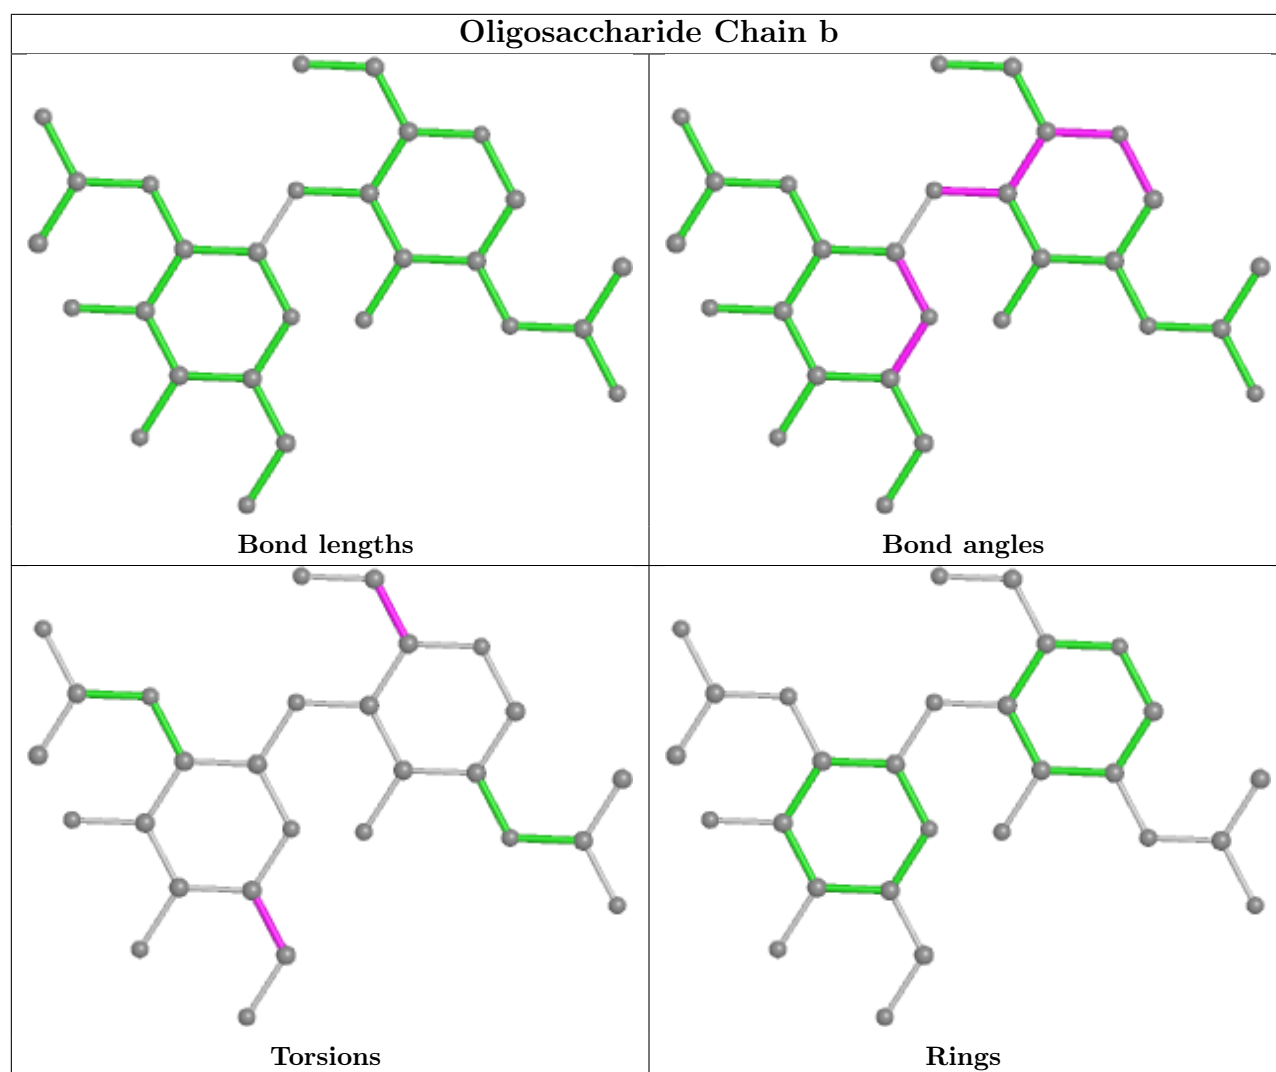 Oligosaccharide Chain b
Bond lengths
Bond angles
Torsions
Rings